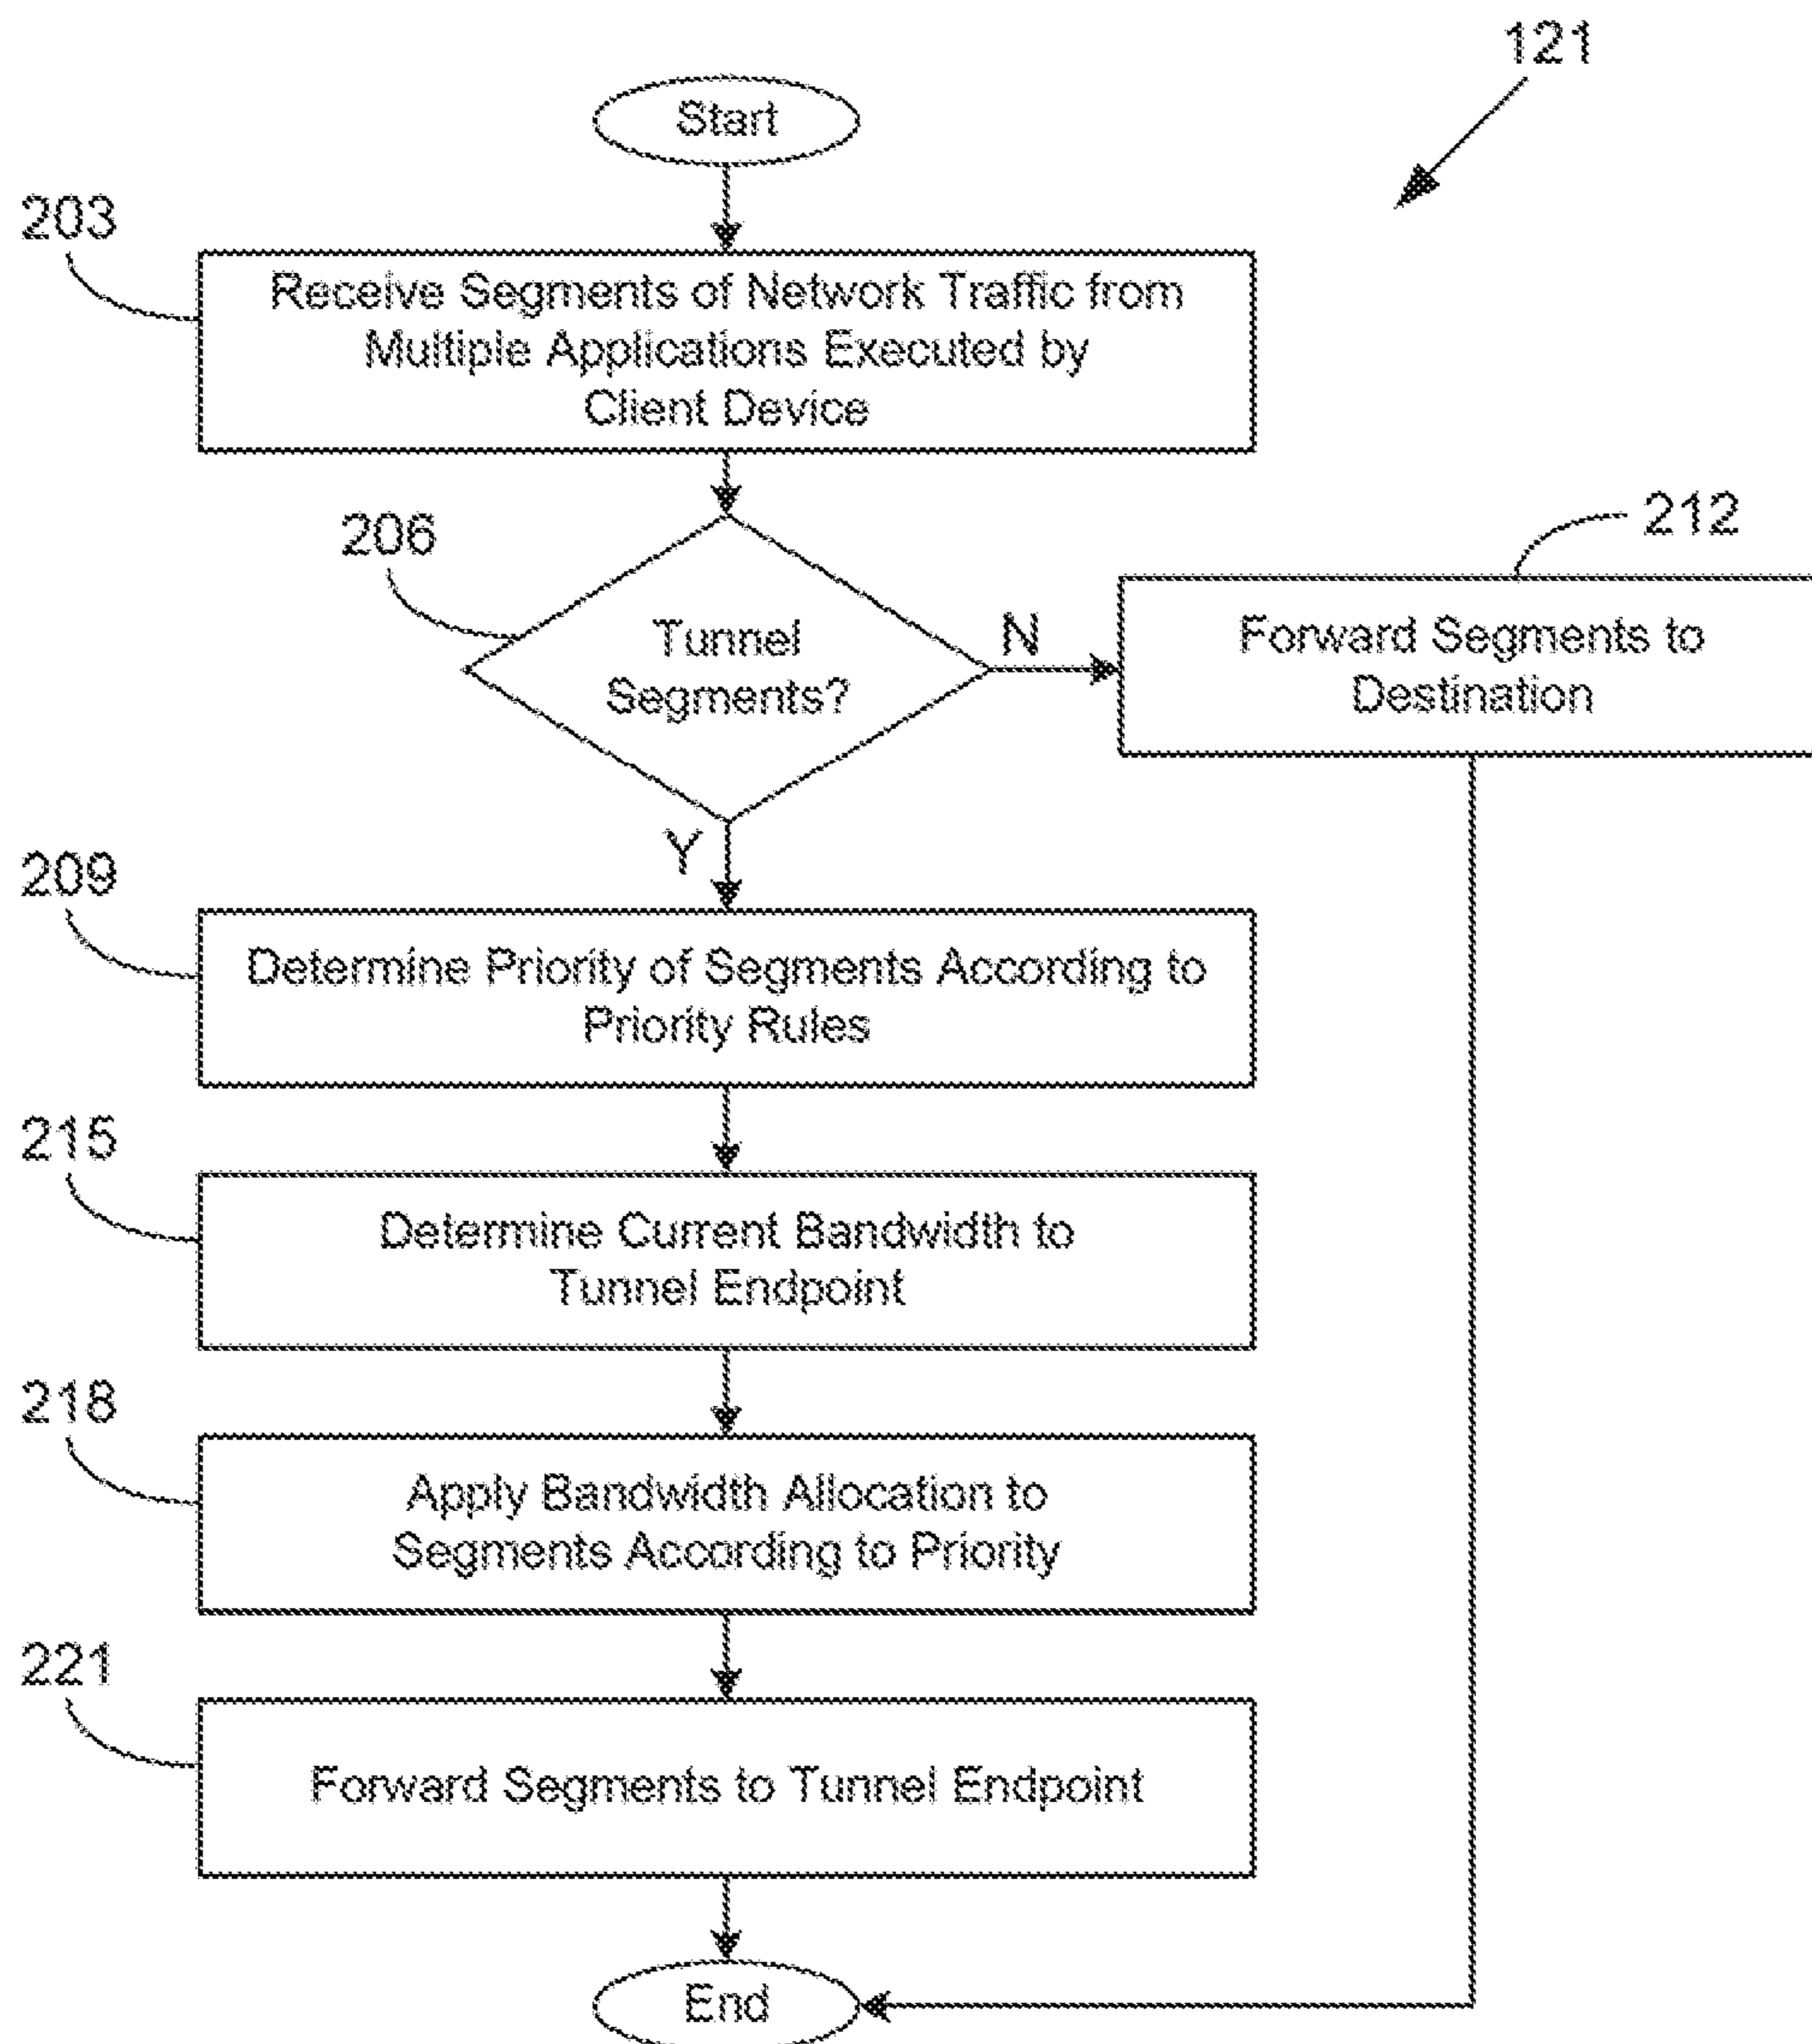 121
Start
203
Receive Segments of Network Traffic from
Multiple Applications Executed by
Client Device
206
Tunnel
Segments?
N
212
Forward Segments to
Destination
Y
209
Determine Priority of Segments According to
Priority Rules
215
Determine Current Bandwidth to
Tunnel Endpoint
218
Apply Bandwidth Allocation to
Segments According to Priority
221
Forward Segments to Tunnel Endpoint
End